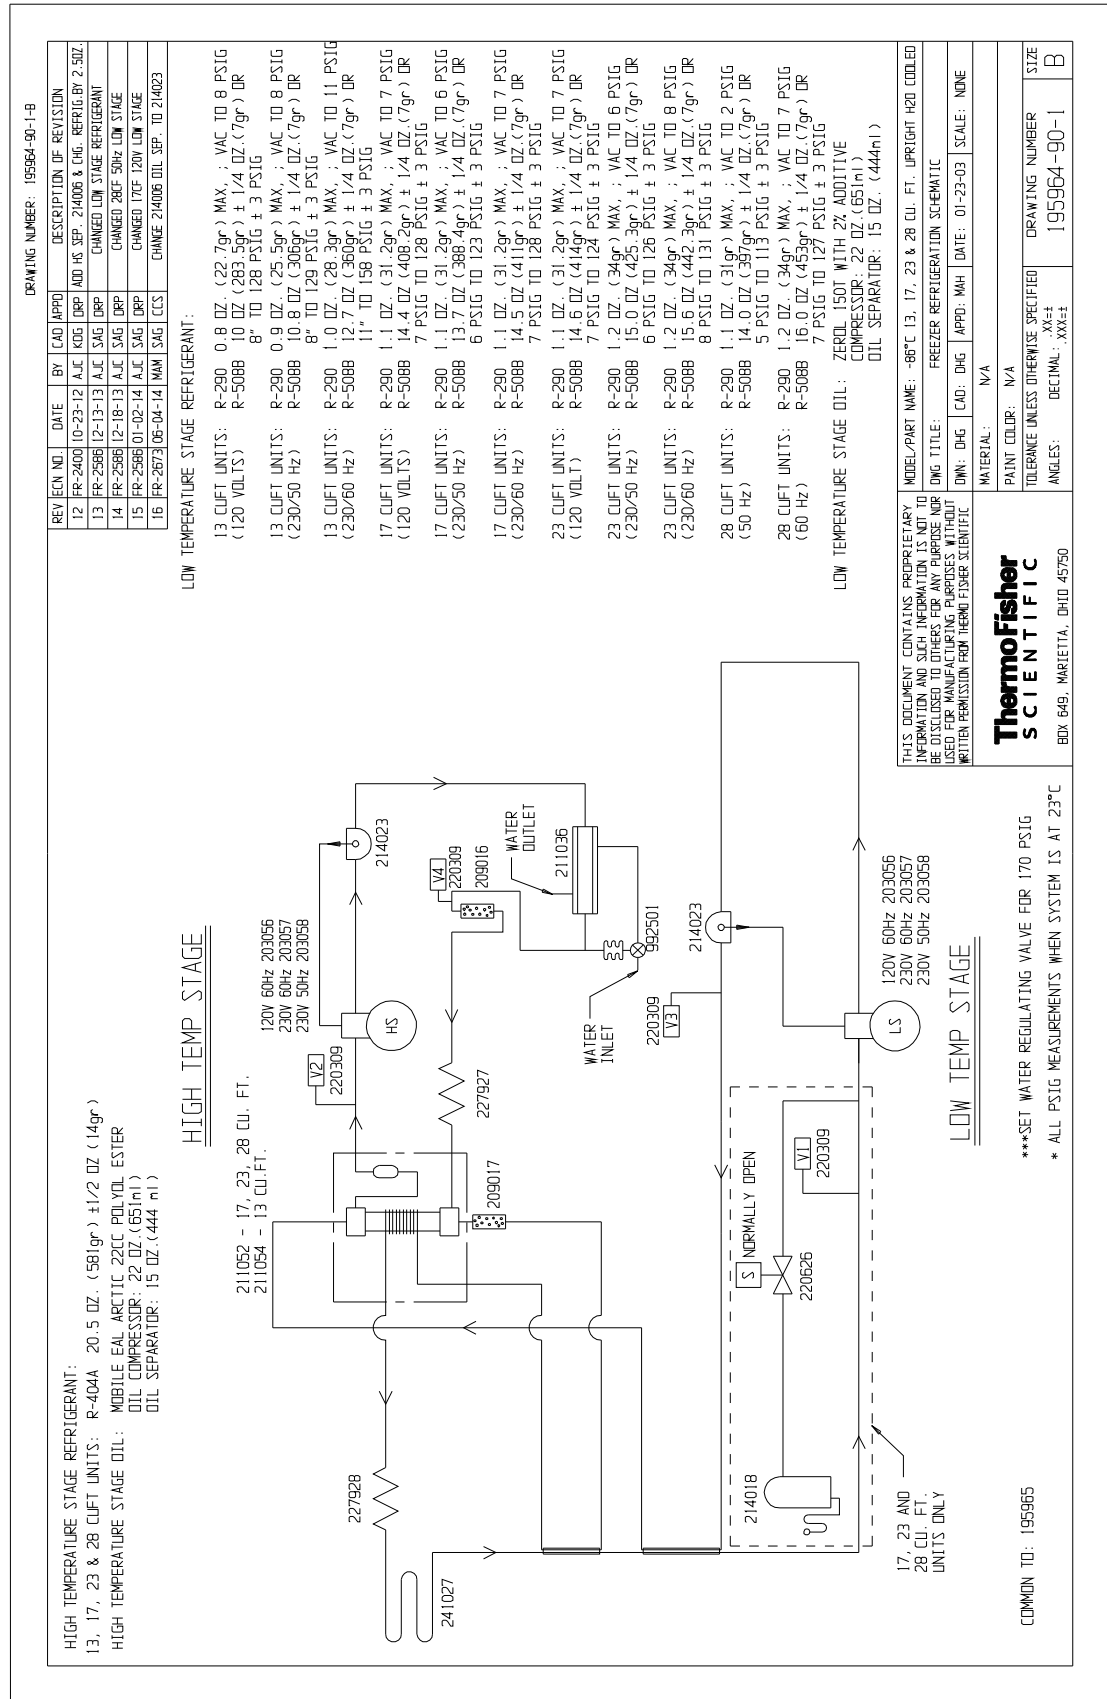 DRAWING NUMBER: 195964-90-1-B
REV ECN NO. DATE BY CAD APPD DESCRIPTION OF REVISION
12 FR-2400 10-23-12 AJC KDG DRP ADD HS SEP. 214006 & CHG. REFRIG.BY 2.5OZ.
13 FR-2586 12-13-13 AJC SAG DRP CHANGED LOW STAGE REFRIGERANT
14 FR-2586 12-18-13 AJC SAG DRP CHANGED 28CF 50Hz LOW STAGE
15 FR-2586 01-02-14 AJC SAG DRP CHANGED 17CF 120V LOW STAGE
16 FR-2673 06-04-14 MAM SAG CCS CHANGE 214006 OIL SEP. TO 214023
HIGH TEMPERATURE STAGE REFRIGERANT:
13, 17, 23 & 28 CUFT UNITS: R-404A 20.5 OZ. (581gr) ±1/2 OZ (14gr)
HIGH TEMPERATURE STAGE OIL: MOBILE EAL ARCTIC 22CC POLYOL ESTER
OIL COMPRESSOR: 22 OZ.(651ml)
OIL SEPARATOR: 15 OZ.(444 ml)
LOW TEMPERATURE STAGE REFRIGERANT:
13 CUFT UNITS: R-290 0.8 OZ. (22.7gr) MAX, ; VAC TO 8 PSIG
(120 VOLTS) R-508B 10 OZ (283.5gr) ± 1/4 OZ.(7gr) OR
8" TO 128 PSIG ± 3 PSIG
13 CUFT UNITS: R-290 0.9 OZ. (25.5gr) MAX, ; VAC TO 8 PSIG
(230/50 Hz) R-508B 10.8 OZ (306gr) ± 1/4 OZ.(7gr) OR
8" TO 129 PSIG ± 3 PSIG
13 CUFT UNITS: R-290 1.0 OZ. (28.3gr) MAX, ; VAC TO 11 PSIG
(230/60 Hz) R-508B 12.7 OZ (360gr) ± 1/4 OZ.(7gr) OR
11" TO 158 PSIG ± 3 PSIG
17 CUFT UNITS: R-290 1.1 OZ. (31.2gr) MAX, ; VAC TO 7 PSIG
(120 VOLTS) R-508B 14.4 OZ (408.2gr) ± 1/4 OZ.(7gr) OR
7 PSIG TO 128 PSIG ± 3 PSIG
17 CUFT UNITS: R-290 1.1 OZ. (31.2gr) MAX, ; VAC TO 6 PSIG
(230/50 Hz) R-508B 13.7 OZ (388.4gr) ± 1/4 OZ.(7gr) OR
6 PSIG TO 123 PSIG ± 3 PSIG
17 CUFT UNITS: R-290 1.1 OZ. (31.2gr) MAX, ; VAC TO 7 PSIG
(230/60 Hz) R-508B 14.5 OZ (411gr) ± 1/4 OZ.(7gr) OR
7 PSIG TO 128 PSIG ± 3 PSIG
23 CUFT UNITS: R-290 1.1 OZ. (31.2gr) MAX, ; VAC TO 7 PSIG
(120 VOLT) R-508B 14.6 OZ (414gr) ± 1/4 OZ.(7gr) OR
7 PSIG TO 124 PSIG ± 3 PSIG
23 CUFT UNITS: R-290 1.2 OZ. (34gr) MAX, ; VAC TO 6 PSIG
(230/50 Hz) R-508B 15.0 OZ (425.3gr) ± 1/4 OZ.(7gr) OR
6 PSIG TO 126 PSIG ± 3 PSIG
23 CUFT UNITS: R-290 1.2 OZ. (34gr) MAX, ; VAC TO 8 PSIG
(230/60 Hz) R-508B 15.6 OZ (442.3gr) ± 1/4 OZ.(7gr) OR
8 PSIG TO 131 PSIG ± 3 PSIG
28 CUFT UNITS: R-290 1.1 OZ. (31gr) MAX, ; VAC TO 2 PSIG
(50 Hz) R-508B 14.0 OZ (397gr) ± 1/4 OZ.(7gr) OR
5 PSIG TO 113 PSIG ± 3 PSIG
28 CUFT UNITS: R-290 1.2 OZ. (34gr) MAX, ; VAC TO 7 PSIG
(60 Hz) R-508B 16.0 OZ (453gr) ± 1/4 OZ.(7gr) OR
7 PSIG TO 127 PSIG ± 3 PSIG
LOW TEMPERATURE STAGE OIL: ZEROL 150T WITH 2% ADDITIVE
COMPRESSOR: 22 OZ.(651ml)
OIL SEPARATOR: 15 OZ. (444ml)
HIGH TEMP STAGE
211052 - 17, 23, 28 CU. FT.
211054 - 13 CU.FT.
120V 60Hz 203056
230V 60Hz 203057
230V 50Hz 203058
V2
220309
HS
214023
227928
241027
209017
227927
V4
220309
209016
WATER
OUTLET
211036
992501
WATER
INLET
220309
V3
214023
S
NORMALLY OPEN
220626
V1
220309
214018
LS
120V 60Hz 203056
230V 60Hz 203057
230V 50Hz 203058
17, 23 AND
28 CU. FT.
UNITS ONLY
LOW TEMP STAGE
COMMON TO: 195965
***SET WATER REGULATING VALVE FOR 170 PSIG
* ALL PSIG MEASUREMENTS WHEN SYSTEM IS AT 23°C
THIS DOCUMENT CONTAINS PROPRIETARY
INFORMATION AND SUCH INFORMATION IS NOT TO
BE DISCLOSED TO OTHERS FOR ANY PURPOSE NOR
USED FOR MANUFACTURING PURPOSES WITHOUT
WRITTEN PERMISSION FROM THERMO FISHER SCIENTIFIC
ThermoFisher
SCIENTIFIC
BOX 649, MARIETTA, OHIO 45750
MODEL/PART NAME: -86°C 13, 17, 23 & 28 CU. FT. UPRIGHT H2O COOLED
DWG TITLE: FREEZER REFRIGERATION SCHEMATIC
DWN: DHG CAD: DHG APPD: MAH DATE: 01-23-03 SCALE: NONE
MATERIAL: N/A
PAINT COLOR: N/A
TOLERANCE UNLESS OTHERWISE SPECIFIED
ANGLES: DECIMAL: .XX=±
.XXX=±
DRAWING NUMBER
195964-90-1
SIZE
B